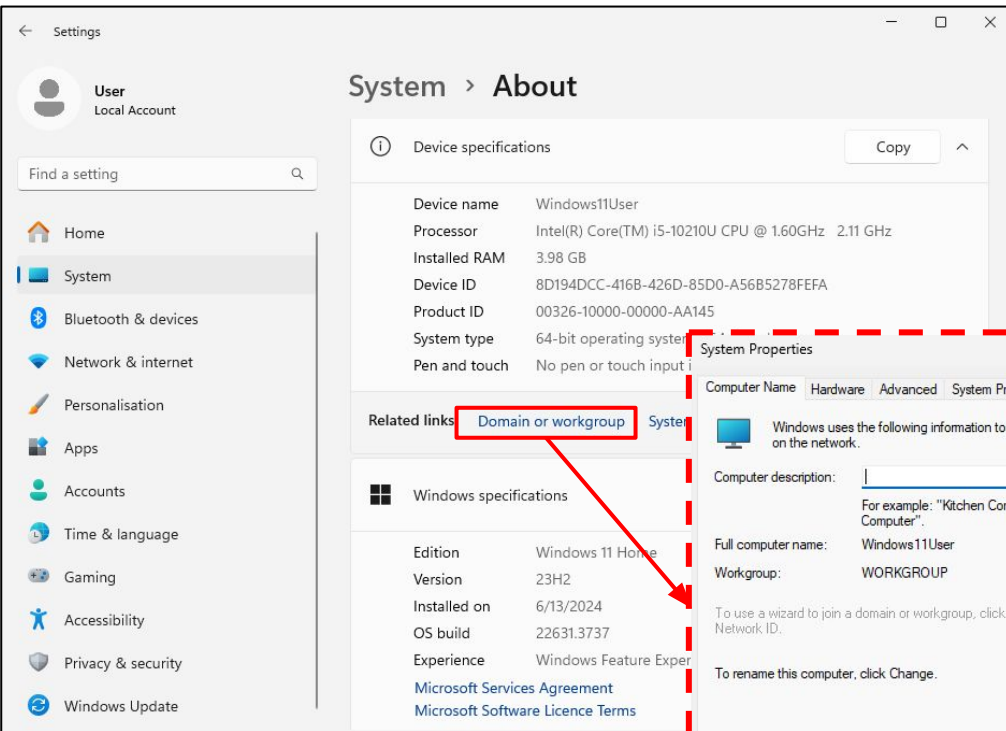 Settings
User
Local Account
Find a setting
Home
System
Bluetooth & devices
Network & internet
Personalisation
Apps
Accounts
Time & language
Gaming
Accessibility
Privacy & security
Windows Update
System > About
Device specifications
Copy
Device name Windows11User
Processor Intel(R) Core(TM) i5-10210U CPU @ 1.60GHz 2.11 GHz
Installed RAM 3.98 GB
Device ID 8D194DCC-416B-426D-85D0-A56B5278FEFA
Product ID 00326-10000-00000-AA145
System type 64-bit operating system
Pen and touch No pen or touch input i
Related links Domain or workgroup System
Windows specifications
Edition Windows 11 Home
Version 23H2
Installed on 6/13/2024
OS build 22631.3737
Experience Windows Feature Exper
Microsoft Services Agreement
Microsoft Software Licence Terms
System Properties
Computer Name Hardware Advanced System Pr
Windows uses the following information to
on the network.
Computer description:
For example: "Kitchen Com
Computer".
Full computer name: Windows11User
Workgroup: WORKGROUP
To use a wizard to join a domain or workgroup, click
Network ID.
To rename this computer, click Change.